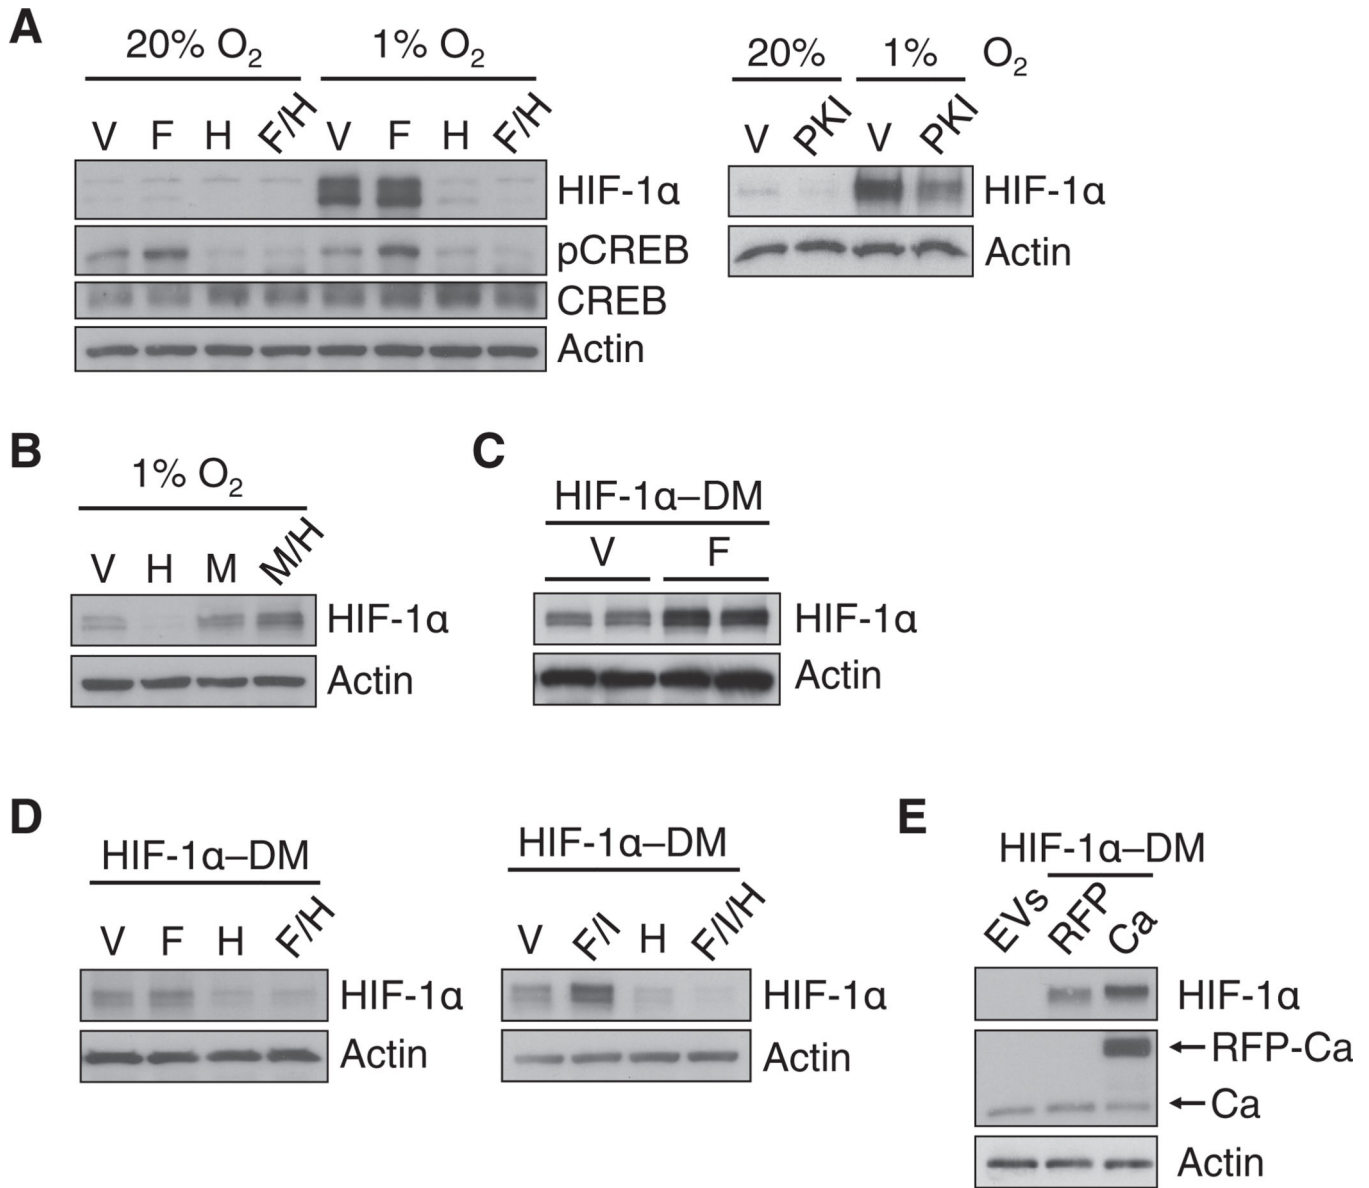 A
20% O2 1% O2
V F H F/H V F H F/H
HIF-1α
pCREB
CREB
Actin
20% 1% O2
V PKI V PKI
HIF-1α
Actin
B
1% O2
V H M M/H
HIF-1α
Actin
C
HIF-1α–DM
V F
HIF-1α
Actin
D
HIF-1α–DM
V F H F/H
HIF-1α
Actin
HIF-1α–DM
V F/I H F/I/H
HIF-1α
Actin
E
HIF-1α–DM
EVs RFP Ca
HIF-1α
←RFP-Ca
←Ca
Actin